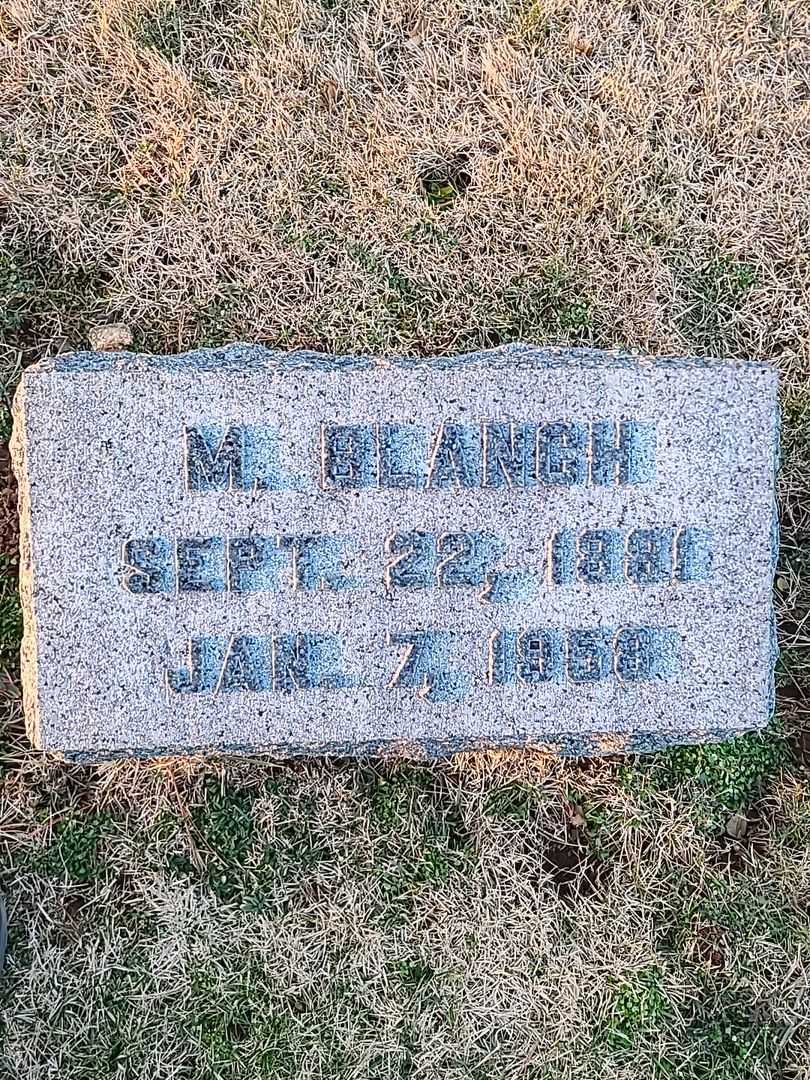 M. BLANCH
SEPT. 22, 1881
JAN. 7, 1958